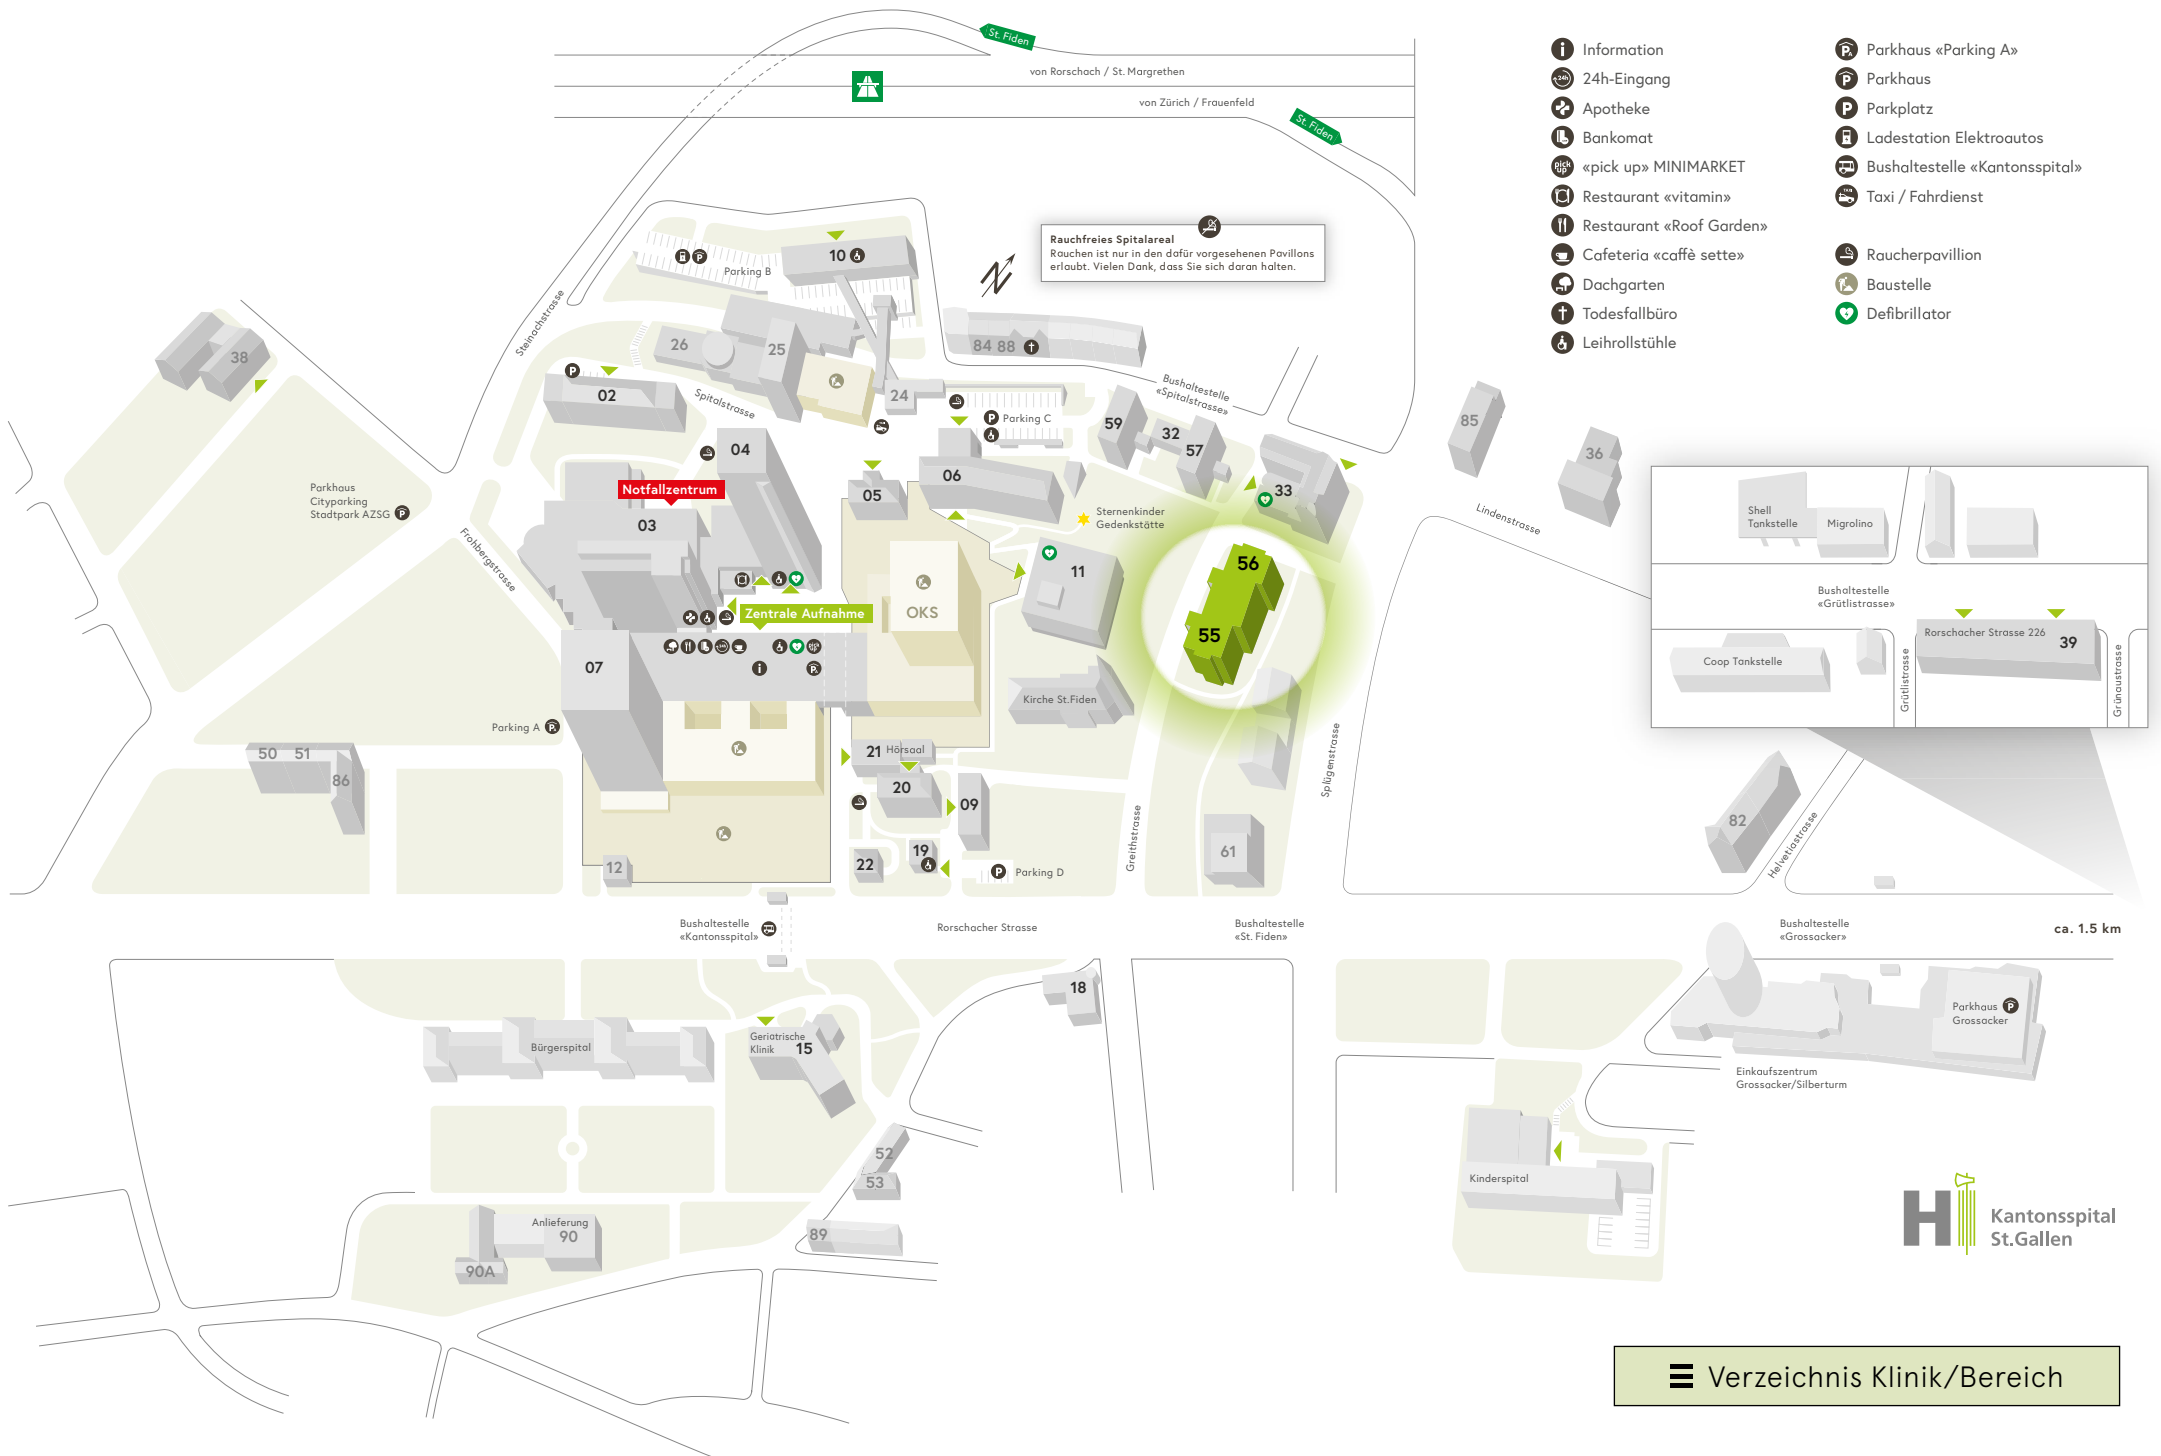 St. Fiden
von Rorschach / St. Margrethen
von Zürich / Frauenfeld
St. Fiden
Information
24h-Eingang
Apotheke
Bankomat
«pick up» MINIMARKET
Restaurant «vitamin»
Restaurant «Roof Garden»
Cafeteria «caffè sette»
Dachgarten
Todesfallbüro
Leihrollstühle
Parkhaus «Parking A»
Parkhaus
Parkplatz
Ladestation Elektroautos
Bushaltestelle «Kantonsspital»
Taxi / Fahrdienst
Raucherpavillion
Baustelle
Defibrillator
Rauchfreies Spitalareal
Rauchen ist nur in den dafür vorgesehenen Pavillons
erlaubt. Vielen Dank, dass Sie sich daran halten.
N
10
Parking B
Steinachstrasse
38
26
25
84 88
02
Spitalstrasse
24
Parking C
Bushaltestelle
«Spitalstrasse»
59
32
57
85
36
04
Notfallzentrum
03
05
06
33
Parkhaus
Cityparking
Stadtpark AZSG
Frohbergstrasse
Sternenkinder
Gedenkstätte
Lindenstrasse
11
56
55
OKS
Zentrale Aufnahme
07
Kirche St.Fiden
Parking A
50 51
86
21 Hörsaal
20
09
19
22
12
Parking D
Greithstrasse
Splügenstrasse
61
Shell
Tankstelle
Migrolino
Bushaltestelle
«Grütlistrasse»
Rorschacher Strasse 226
39
Coop Tankstelle
Grütlistrasse
Grünaustrasse
82
Helvetiastrasse
Bushaltestelle
«Kantonsspital»
Rorschacher Strasse
Bushaltestelle
«St. Fiden»
Bushaltestelle
«Grossacker»
ca. 1.5 km
18
Bürgerspital
Geriatrische
Klinik 15
Parkhaus
Grossacker
Einkaufszentrum
Grossacker/Silberturm
52
53
89
Anlieferung
90
90A
Kinderspital
Kantonsspital
St.Gallen
Verzeichnis Klinik/Bereich